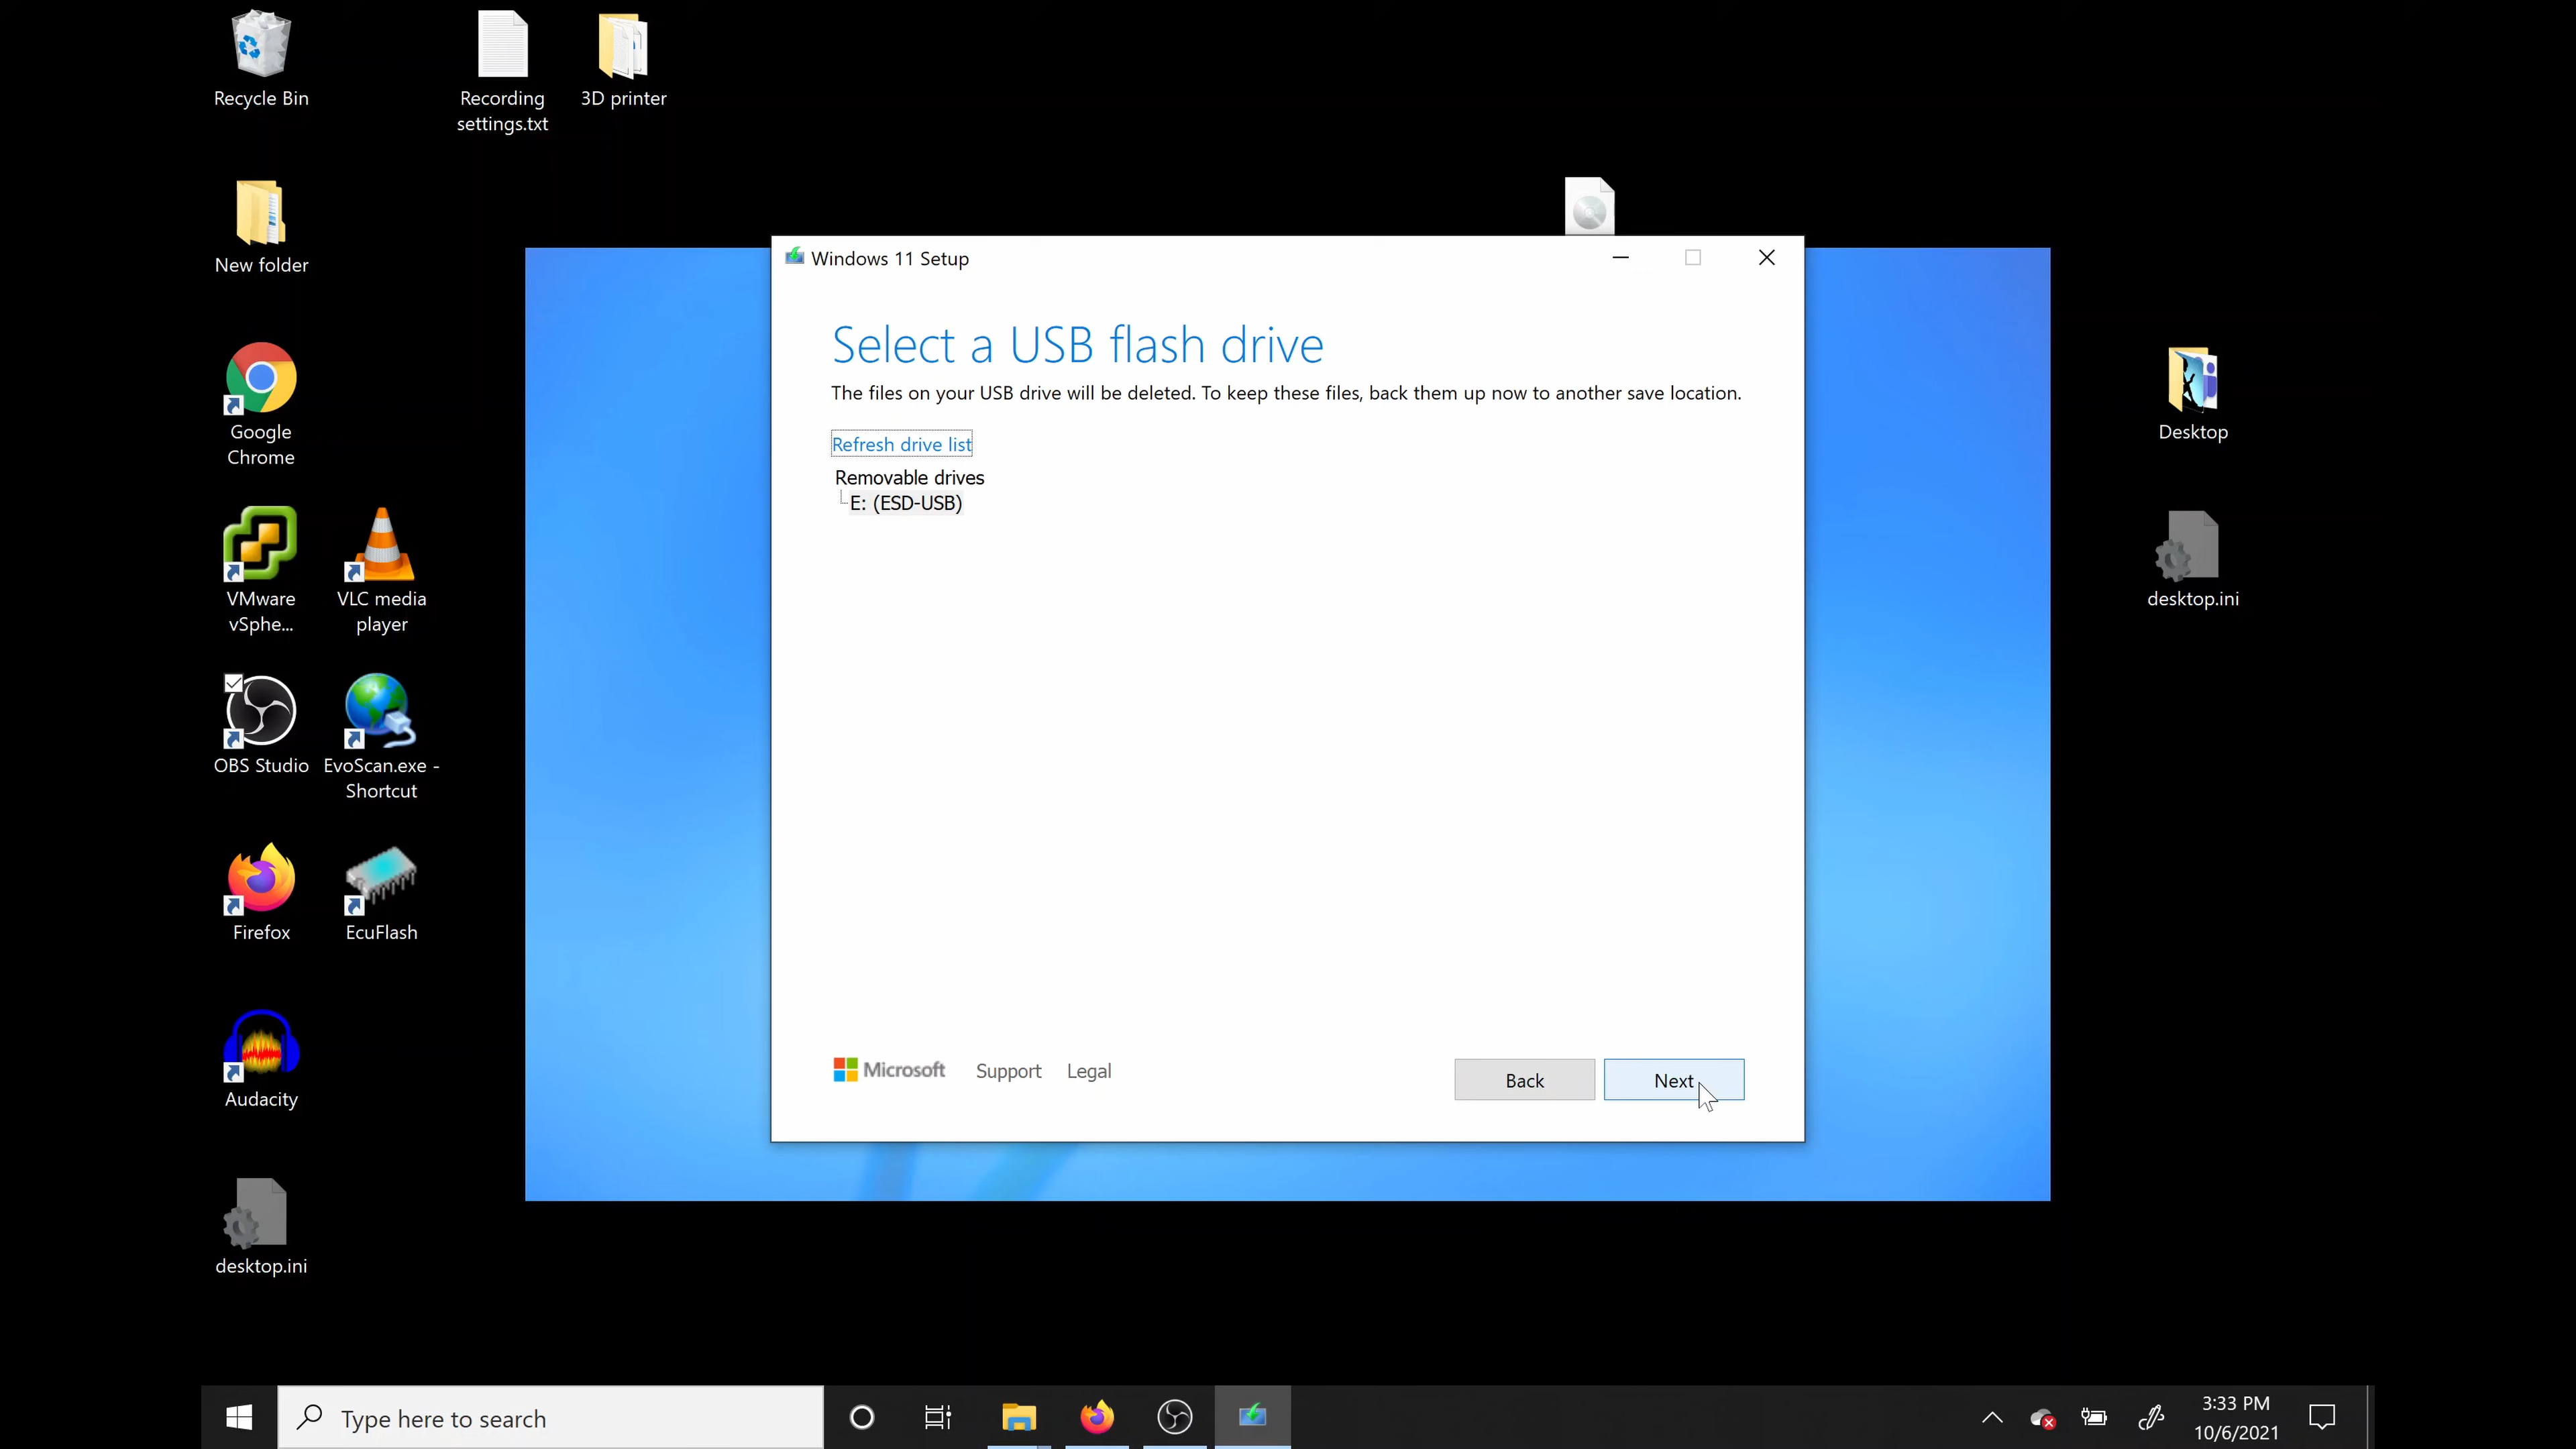 Recycle Bin
Recording
settings.txt
3D printer
New folder
Google
Chrome
VMware
vSphe...
VLC media
player
OBS Studio
EvoScan.exe -
Shortcut
Firefox
EcuFlash
Audacity
desktop.ini
Windows 11 Setup
Select a USB flash drive
The files on your USB drive will be deleted. To keep these files, back them up now to another save location.
Refresh drive list
Removable drives
E: (ESD-USB)
Microsoft
Support
Legal
Back
Next
Desktop
desktop.ini
Type here to search
3:33 PM
10/6/2021